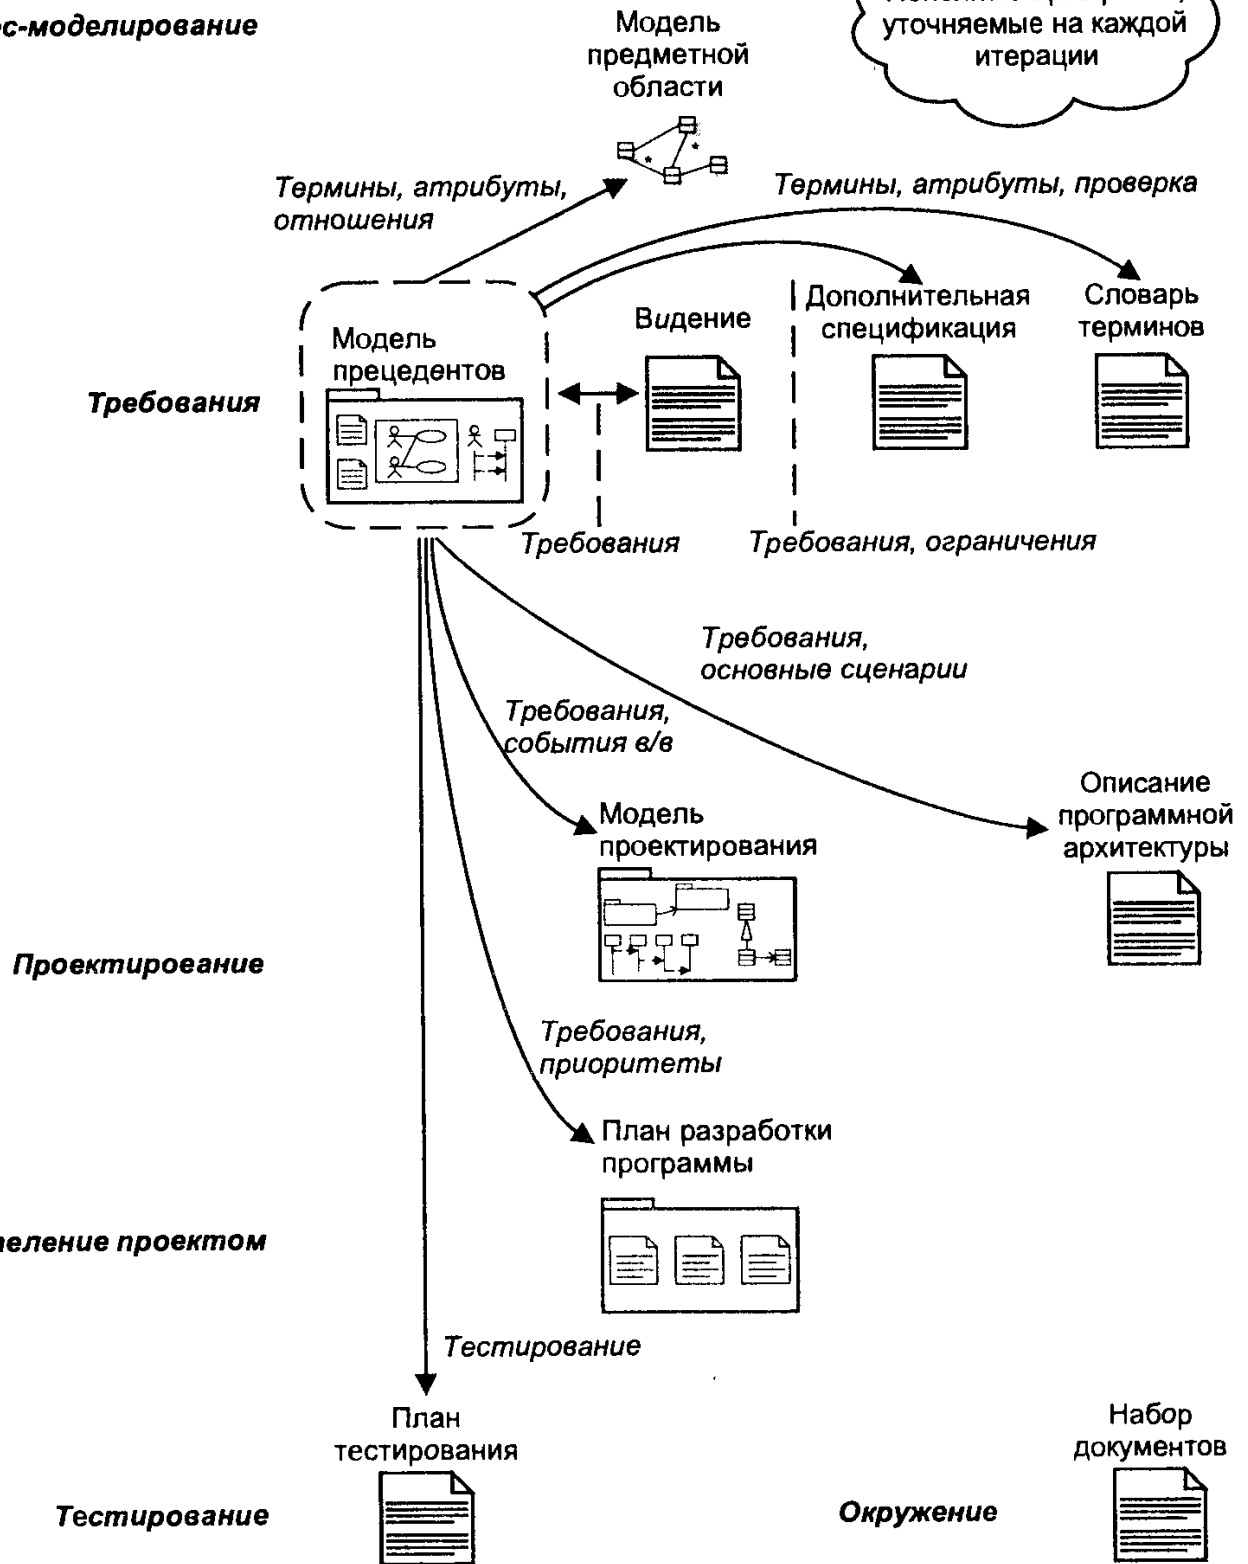 с-моделирование
Модель
предметной
области
уточняемые на каждой
итерации
Термины, атрибуты,
отношения
Термины, атрибуты, проверка
Модель
прецедентов
Видение
Дополнительная
спецификация
Словарь
терминов
Требования
Требования
Требования, ограничения
Требования,
основные сценарии
Требования,
события в/в
Модель
проектирования
Описание
программной
архитектуры
Проектирование
Требования,
приоритеты
План разработки
программы
еление проектом
Тестирование
План
тестирования
Набор
документов
Тестирование
Окружение